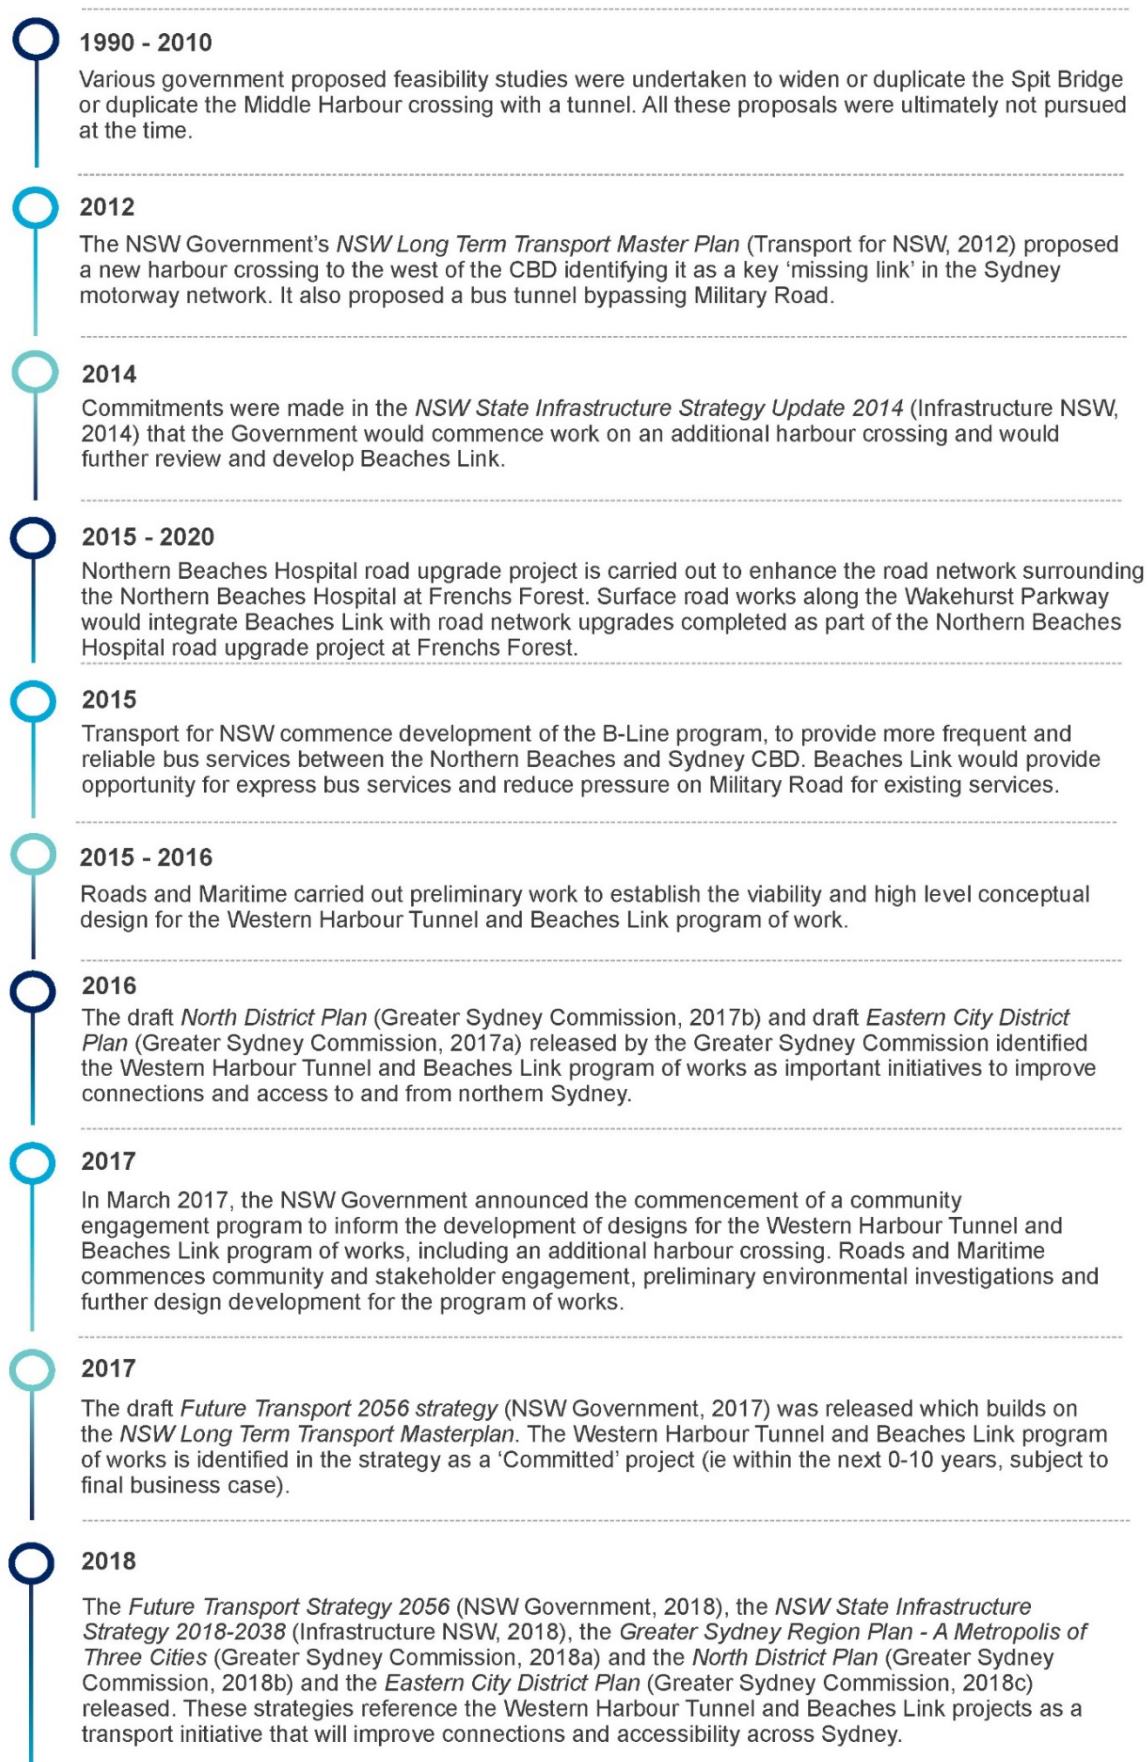 1990 - 2010
Various government proposed feasibility studies were undertaken to widen or duplicate the Spit Bridge
or duplicate the Middle Harbour crossing with a tunnel. All these proposals were ultimately not pursued
at the time.
2012
The NSW Government’s NSW Long Term Transport Master Plan (Transport for NSW, 2012) proposed
a new harbour crossing to the west of the CBD identifying it as a key ‘missing link’ in the Sydney
motorway network. It also proposed a bus tunnel bypassing Military Road.
2014
Commitments were made in the NSW State Infrastructure Strategy Update 2014 (Infrastructure NSW,
2014) that the Government would commence work on an additional harbour crossing and would
further review and develop Beaches Link.
2015 - 2020
Northern Beaches Hospital road upgrade project is carried out to enhance the road network surrounding
the Northern Beaches Hospital at Frenchs Forest. Surface road works along the Wakehurst Parkway
would integrate Beaches Link with road network upgrades completed as part of the Northern Beaches
Hospital road upgrade project at Frenchs Forest.
2015
Transport for NSW commence development of the B-Line program, to provide more frequent and
reliable bus services between the Northern Beaches and Sydney CBD. Beaches Link would provide
opportunity for express bus services and reduce pressure on Military Road for existing services.
2015 - 2016
Roads and Maritime carried out preliminary work to establish the viability and high level conceptual
design for the Western Harbour Tunnel and Beaches Link program of work.
2016
The draft North District Plan (Greater Sydney Commission, 2017b) and draft Eastern City District
Plan (Greater Sydney Commission, 2017a) released by the Greater Sydney Commission identified
the Western Harbour Tunnel and Beaches Link program of works as important initiatives to improve
connections and access to and from northern Sydney.
2017
In March 2017, the NSW Government announced the commencement of a community
engagement program to inform the development of designs for the Western Harbour Tunnel and
Beaches Link program of works, including an additional harbour crossing. Roads and Maritime
commences community and stakeholder engagement, preliminary environmental investigations and
further design development for the program of works.
2017
The draft Future Transport 2056 strategy (NSW Government, 2017) was released which builds on
the NSW Long Term Transport Masterplan. The Western Harbour Tunnel and Beaches Link program
of works is identified in the strategy as a ‘Committed’ project (ie within the next 0-10 years, subject to
final business case).
2018
The Future Transport Strategy 2056 (NSW Government, 2018), the NSW State Infrastructure
Strategy 2018-2038 (Infrastructure NSW, 2018), the Greater Sydney Region Plan - A Metropolis of
Three Cities (Greater Sydney Commission, 2018a) and the North District Plan (Greater Sydney
Commission, 2018b) and the Eastern City District Plan (Greater Sydney Commission, 2018c)
released. These strategies reference the Western Harbour Tunnel and Beaches Link projects as a
transport initiative that will improve connections and accessibility across Sydney.